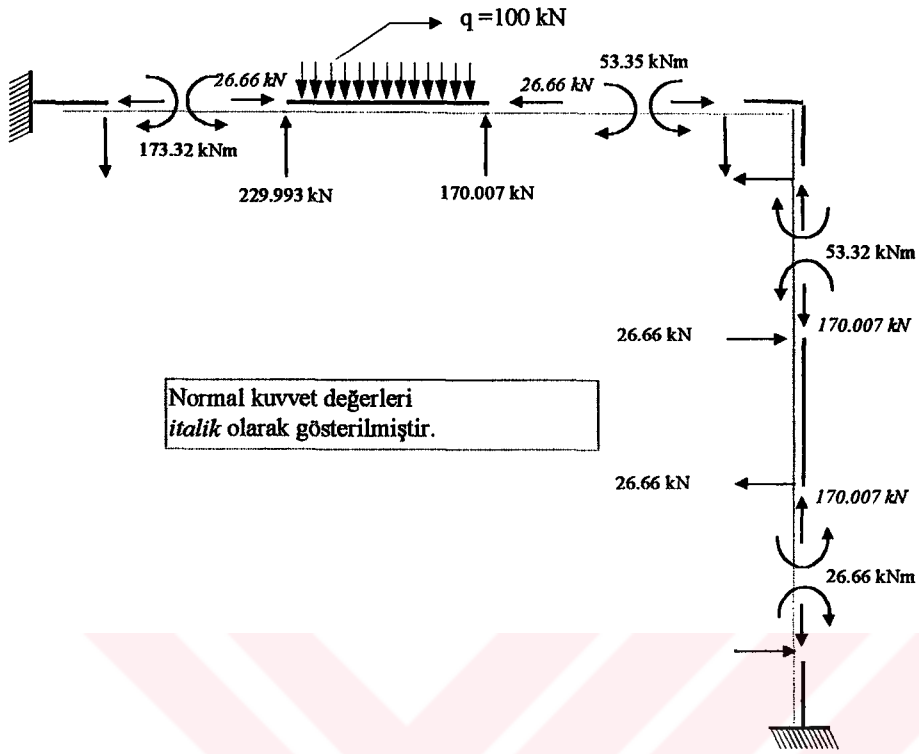 q =100 kN
26.66 kN
26.66 kN
53.35 kNm
173.32 kNm
229.993 kN
170.007 kN
53.32 kNm
170.007 kN
26.66 kN
Normal kuvvet değerleri
italik olarak gösterilmiştir.
26.66 kN
170.007 kN
26.66 kNm